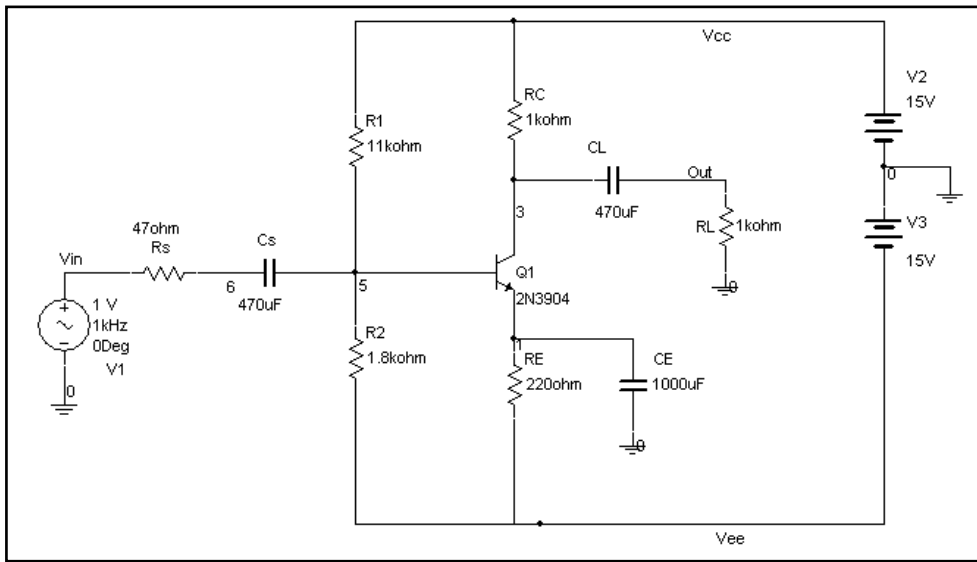 Vcc
V2
15V
RC
1kohm
R1
11kohm
CL
Out
0
470uF
3
RL
1kohm
V3
15V
47ohm
Rs
Cs
Vin
6
470uF
5
Q1
2N3904
0
1 V
1kHz
0Deg
V1
R2
1.8kohm
1
RE
220ohm
CE
1000uF
0
0
Vee